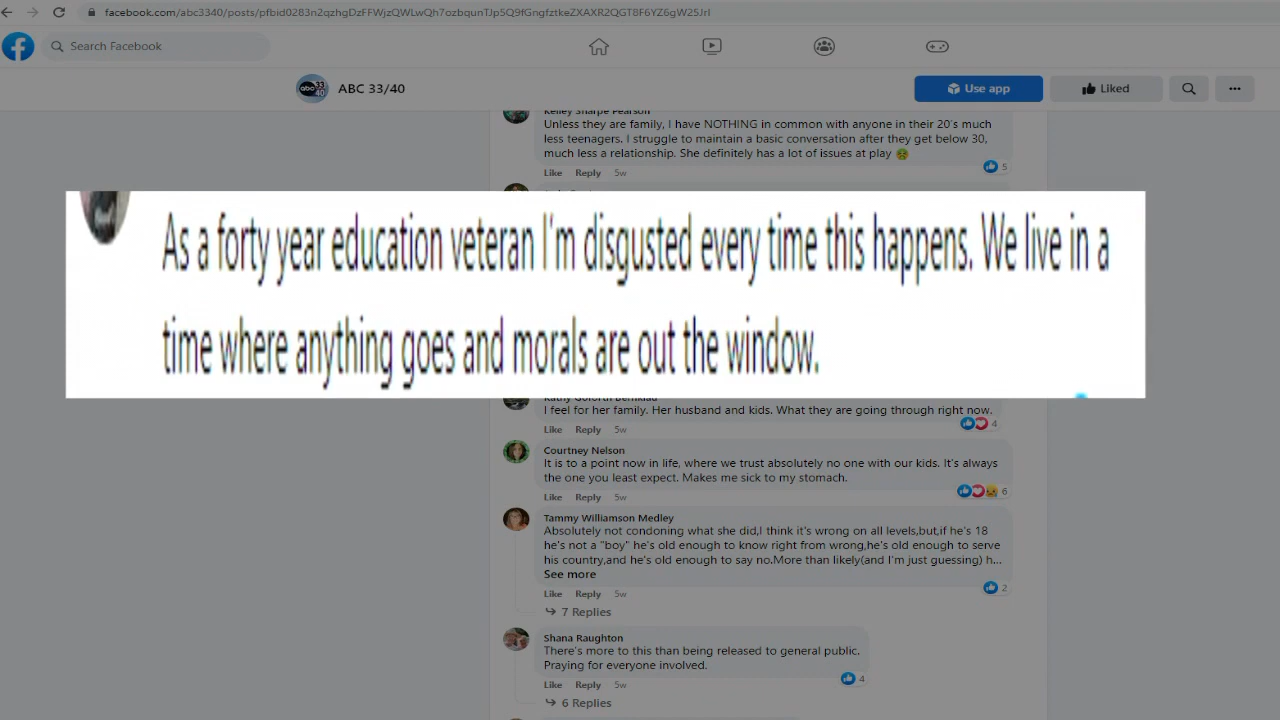 facebook.com/abc3340/posts/pfbid0283n2qzhgDzFFWjzQWLwQh7ozbqunTJp5Q9fGngfztkeZXAXR2QGT8F6YZ6gW25Jrl
Search Facebook
abc 33 40
ABC 33/40
Use app
Liked
Kelley Sharpe Pearson
Unless they are family, I have NOTHING in common with anyone in their 20's much
less teenagers. I struggle to maintain a basic conversation after they get below 30,
much less a relationship. She definitely has a lot of issues at play
5
Like Reply 5w
As a forty year education veteran I'm disgusted every time this happens. We live in a
time where anything goes and morals are out the window.
Kathy
I feel for her family. Her husband and kids. What they are going through right now.
4
Like Reply 5w
Courtney Nelson
It is to a point now in life, where we trust absolutely no one with our kids. It's always
the one you least expect. Makes me sick to my stomach.
6
Like Reply 5w
Tammy Williamson Medley
Absolutely not condoning what she did,I think it's wrong on all levels,but,if he's 18
he's not a "boy" he's old enough to know right from wrong,he's old enough to serve
his country,and he's old enough to say no.More than likely(and I'm just guessing) h...
See more
2
Like Reply 5w
7 Replies
Shana Raughton
There's more to this than being released to general public.
Praying for everyone involved.
4
Like Reply 5w
6 Replies